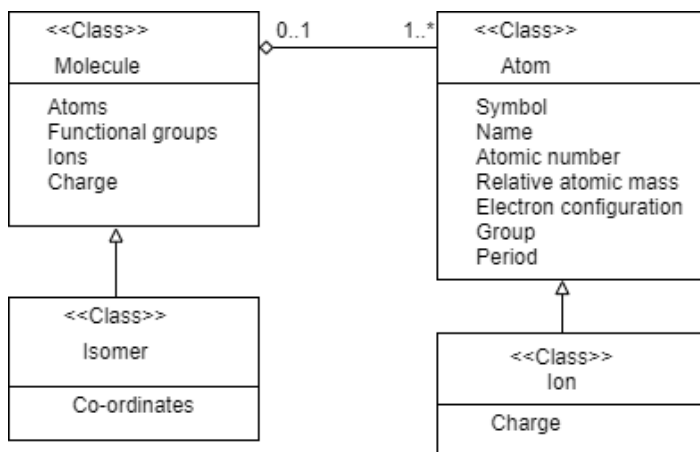 <<Class>>
Molecule
Atoms
Functional groups
Ions
Charge
0..1
1..*
<<Class>>
Atom
Symbol
Name
Atomic number
Relative atomic mass
Electron configuration
Group
Period
<<Class>>
Isomer
Co-ordinates
<<Class>>
Ion
Charge